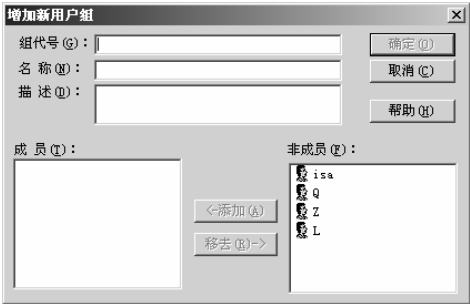 增加新用户组
组代号(G)：
确定(O)
名 称(N)：
取消(C)
描 述(D)：
帮助(H)
成 员(T)：
非成员(F)：
isa
Q
Z
L
<-添加(A)
移去(R)->